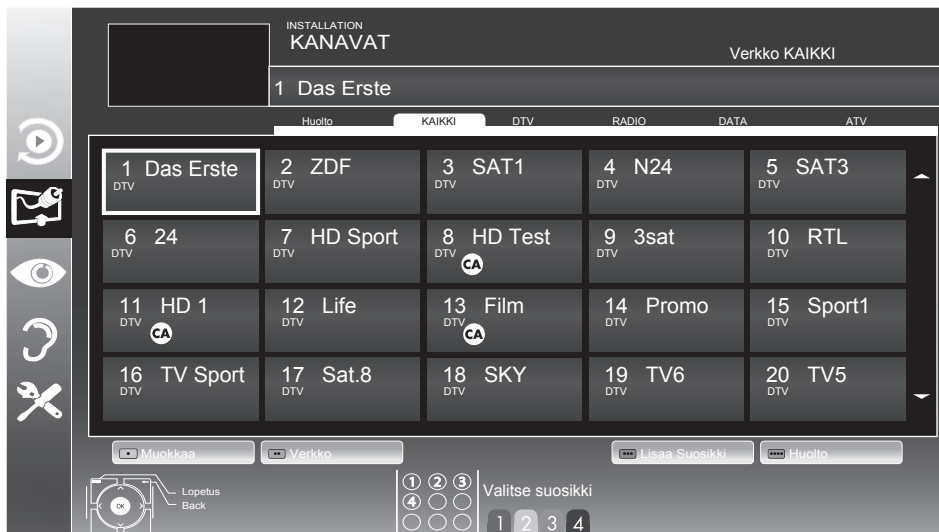 INSTALLATION
KANAVAT
Verkko KAIKKI
1 Das Erste
Huolto KAIKKI DTV RADIO DATA ATV
1 Das Erste 2 ZDF 3 SAT1 4 N24 5 SAT3
DTV DTV DTV DTV DTV
6 24 7 HD Sport 8 HD Test 9 3sat 10 RTL
DTV DTV DTV DTV DTV
CA
11 HD 1 12 Life 13 Film 14 Promo 15 Sport1
DTV DTV DTV DTV DTV
CA CA
16 TV Sport 17 Sat.8 18 SKY 19 TV6 20 TV5
DTV DTV DTV DTV DTV
Muokkaa Verkko Lisaa Suosikki Huolto
OK Lopetus
Back
1 2 3
4
Valitse suosikki
1 2 3 4